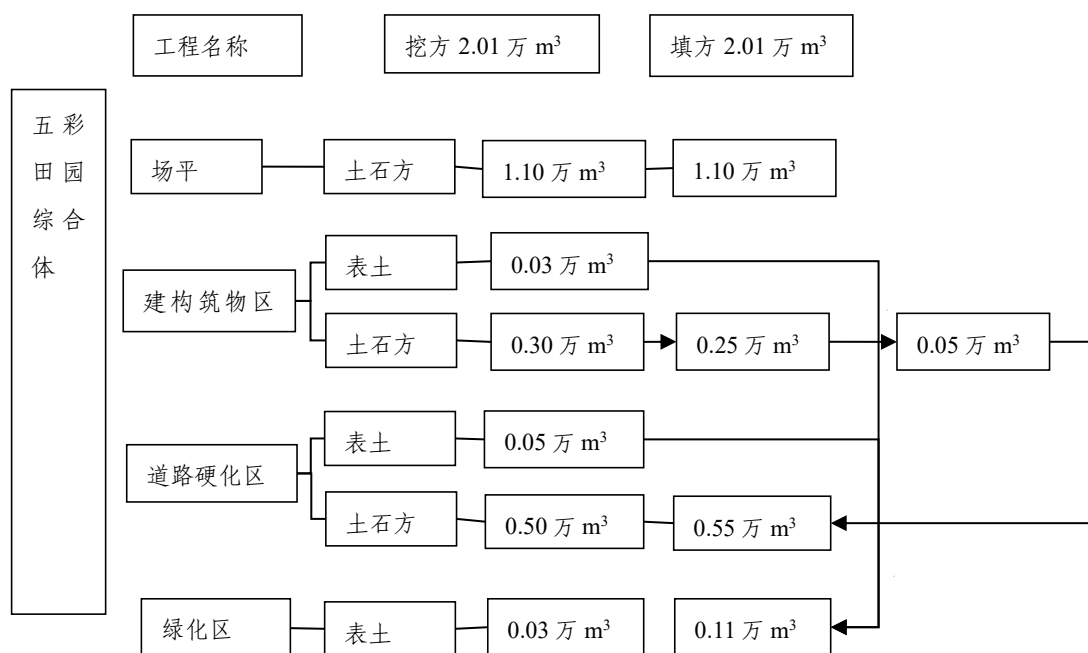 工程名称
挖方 2.01 万 m³
填方 2.01 万 m³
五彩
田园
综合
体
场平
土石方
1.10 万 m³
1.10 万 m³
建构筑物区
表土
0.03 万 m³
土石方
0.30 万 m³
0.25 万 m³
0.05 万 m³
道路硬化区
表土
0.05 万 m³
土石方
0.50 万 m³
0.55 万 m³
绿化区
表土
0.03 万 m³
0.11 万 m³